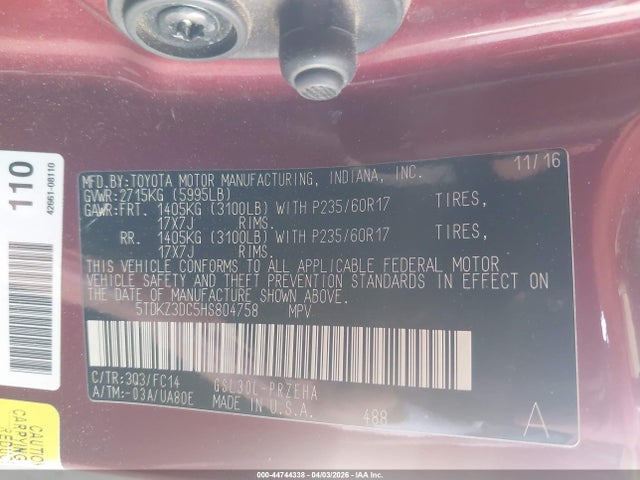 110
42661-08110
MFD.BY:TOYOTA MOTOR MANUFACTURING, INDIANA, INC. 11/16
GVWR:2715KG (5995LB)
GAWR:FRT. 1405KG (3100LB) WITH P235/60R17 TIRES,
17X7J RIMS.
RR. 1405KG (3100LB) WITH P235/60R17 TIRES,
17X7J RIMS.
THIS VEHICLE CONFORMS TO ALL APPLICABLE FEDERAL MOTOR
VEHICLE SAFETY AND THEFT PREVENTION STANDARDS IN EFFECT ON
THE DATE OF MANUFACTURE SHOWN ABOVE.
5TDKZ3DC5HS804758 MPV
C/TR:3Q3/FC14 GSL30L-PRZEHA
A/TM:-03A/UA80E MADE IN U.S.A. 488 A
CAUTI
CARRYING
REDU
000-44744338 - 04/03/2026 - IAA Inc.